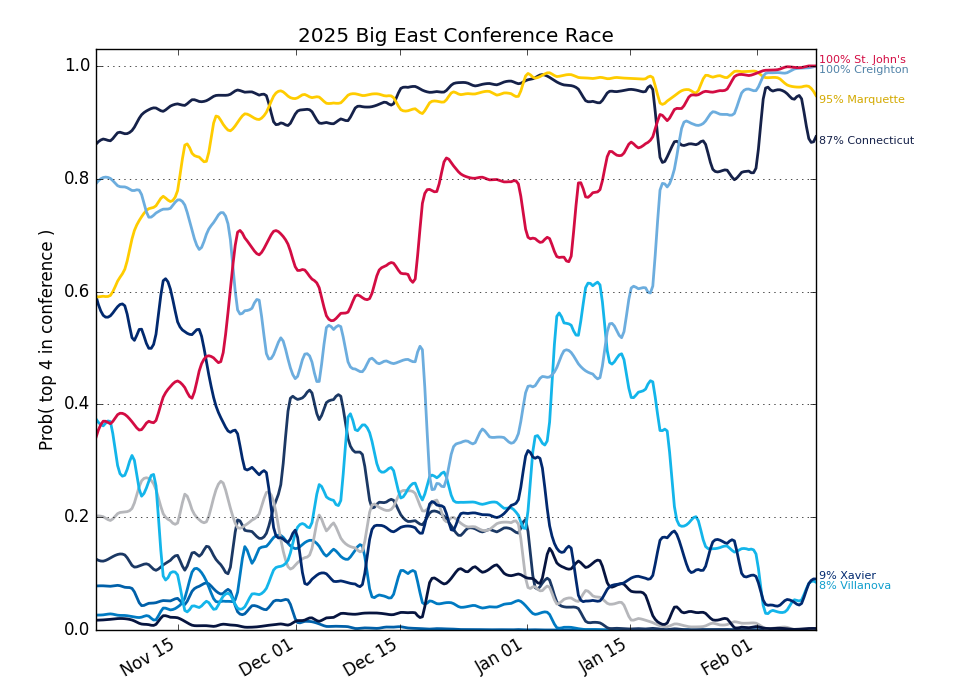 2025 Big East Conference Race
Prob( top 4 in conference )
1.0
0.8
0.6
0.4
0.2
0.0
Nov 15
Dec 01
Dec 15
Jan 01
Jan 15
Feb 01
100% St. John's
100% Creighton
95% Marquette
87% Connecticut
9% Xavier
8% Villanova